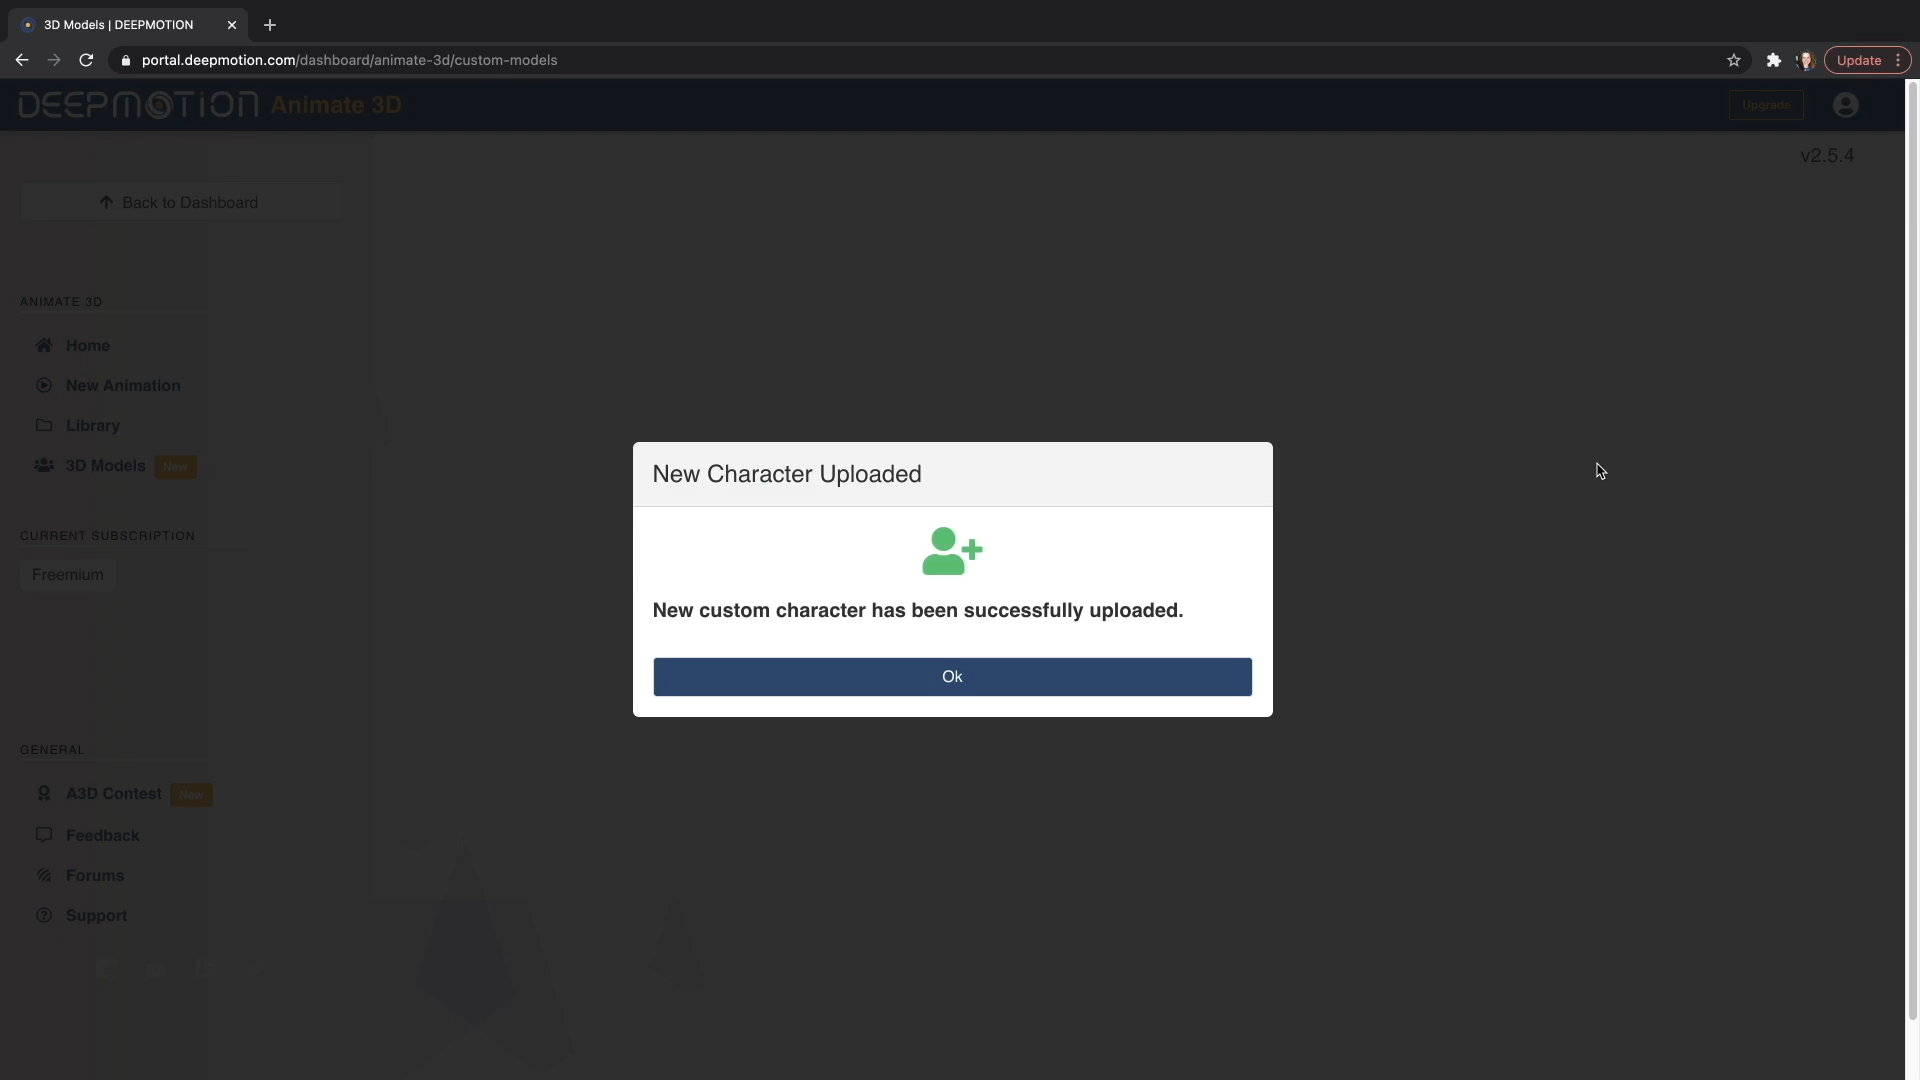 3D Models | DEEPMOTION
portal.deepmotion.com/dashboard/animate-3d/custom-models
Update
DEEPMOTION Animate 3D
Upgrade
v2.5.4
Back to Dashboard
ANIMATE 3D
Home
New Animation
Library
3D Models New
CURRENT SUBSCRIPTION
Freemium
GENERAL
A3D Contest New
Feedback
Forums
Support
New Character Uploaded
New custom character has been successfully uploaded.
Ok